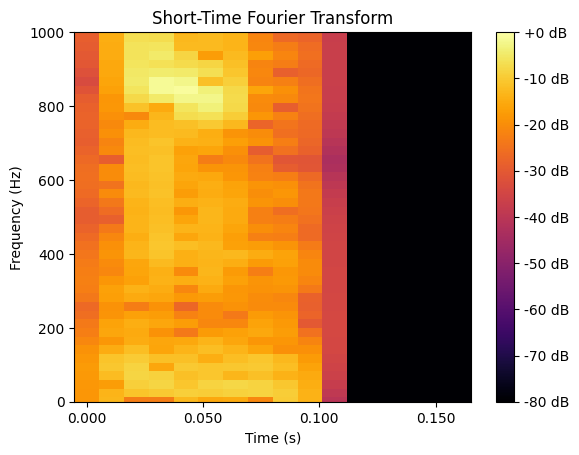 Short-Time Fourier Transform
1000
800
600
400
200
0
Frequency (Hz)
0.000
0.050
0.100
0.150
Time (s)
+0 dB
-10 dB
-20 dB
-30 dB
-40 dB
-50 dB
-60 dB
-70 dB
-80 dB